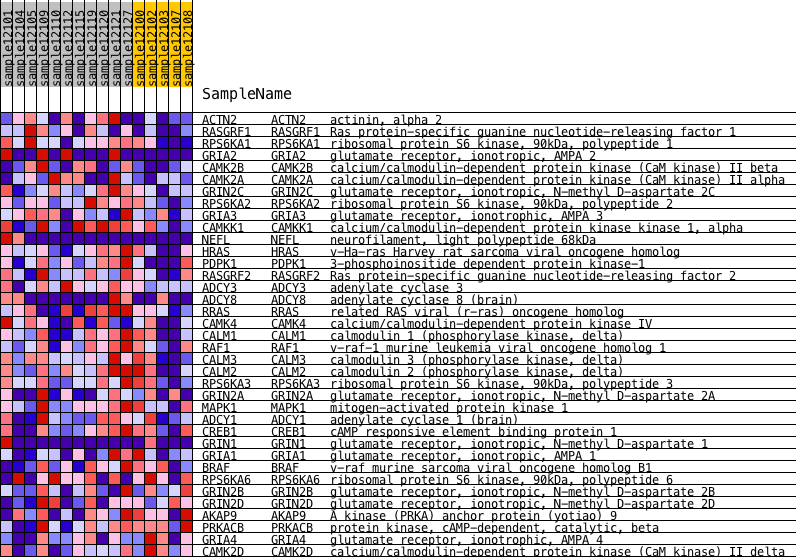 sample12101
sample12104
sample12105
sample12109
sample12110
sample12112
sample12115
sample12119
sample12120
sample12121
sample12127
sample12100
sample12102
sample12103
sample12107
sample12108
SampleName
ACTN2 ACTN2 actinin, alpha 2
RASGRF1 RASGRF1 Ras protein-specific guanine nucleotide-releasing factor 1
RPS6KA1 RPS6KA1 ribosomal protein S6 kinase, 90kDa, polypeptide 1
GRIA2 GRIA2 glutamate receptor, ionotropic, AMPA 2
CAMK2B CAMK2B calcium/calmodulin-dependent protein kinase (CaM kinase) II beta
CAMK2A CAMK2A calcium/calmodulin-dependent protein kinase (CaM kinase) II alpha
GRIN2C GRIN2C glutamate receptor, ionotropic, N-methyl D-aspartate 2C
RPS6KA2 RPS6KA2 ribosomal protein S6 kinase, 90kDa, polypeptide 2
GRIA3 GRIA3 glutamate receptor, ionotrophic, AMPA 3
CAMKK1 CAMKK1 calcium/calmodulin-dependent protein kinase kinase 1, alpha
NEFL NEFL neurofilament, light polypeptide 68kDa
HRAS HRAS v-Ha-ras Harvey rat sarcoma viral oncogene homolog
PDPK1 PDPK1 3-phosphoinositide dependent protein kinase-1
RASGRF2 RASGRF2 Ras protein-specific guanine nucleotide-releasing factor 2
ADCY3 ADCY3 adenylate cyclase 3
ADCY8 ADCY8 adenylate cyclase 8 (brain)
RRAS RRAS related RAS viral (r-ras) oncogene homolog
CAMK4 CAMK4 calcium/calmodulin-dependent protein kinase IV
CALM1 CALM1 calmodulin 1 (phosphorylase kinase, delta)
RAF1 RAF1 v-raf-1 murine leukemia viral oncogene homolog 1
CALM3 CALM3 calmodulin 3 (phosphorylase kinase, delta)
CALM2 CALM2 calmodulin 2 (phosphorylase kinase, delta)
RPS6KA3 RPS6KA3 ribosomal protein S6 kinase, 90kDa, polypeptide 3
GRIN2A GRIN2A glutamate receptor, ionotropic, N-methyl D-aspartate 2A
MAPK1 MAPK1 mitogen-activated protein kinase 1
ADCY1 ADCY1 adenylate cyclase 1 (brain)
CREB1 CREB1 cAMP responsive element binding protein 1
GRIN1 GRIN1 glutamate receptor, ionotropic, N-methyl D-aspartate 1
GRIA1 GRIA1 glutamate receptor, ionotropic, AMPA 1
BRAF BRAF v-raf murine sarcoma viral oncogene homolog B1
RPS6KA6 RPS6KA6 ribosomal protein S6 kinase, 90kDa, polypeptide 6
GRIN2B GRIN2B glutamate receptor, ionotropic, N-methyl D-aspartate 2B
GRIN2D GRIN2D glutamate receptor, ionotropic, N-methyl D-aspartate 2D
AKAP9 AKAP9 A kinase (PRKA) anchor protein (yotiao) 9
PRKACB PRKACB protein kinase, cAMP-dependent, catalytic, beta
GRIA4 GRIA4 glutamate receptor, ionotrophic, AMPA 4
CAMK2D CAMK2D calcium/calmodulin-dependent protein kinase (CaM kinase) II delta